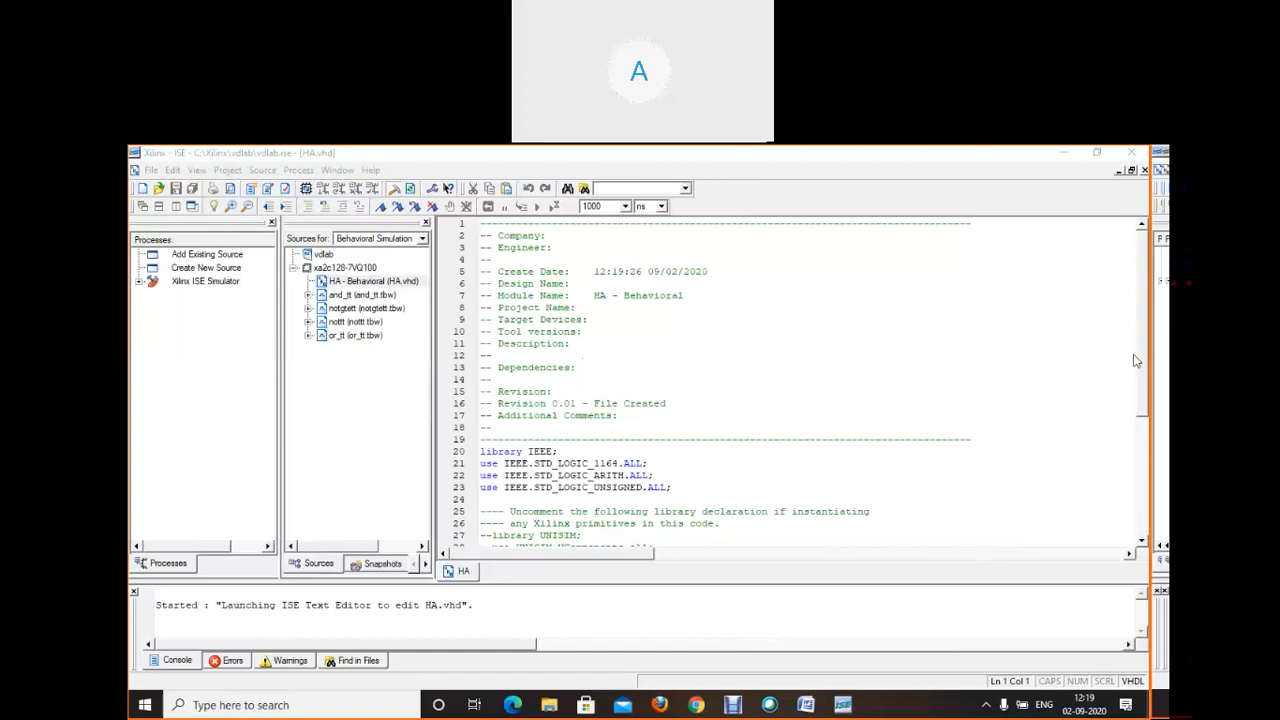 A
Xilinx - ISE - C:\Xilinx\vdlab\vdlab.ise - [HA.vhd]
File Edit View Project Source Process Window Help
1000 ns
Processes:
Add Existing Source
Create New Source
Xilinx ISE Simulator
Processes
Sources for: Behavioral Simulation
vdlab
xa2c128-7VQ100
HA - Behavioral (HA.vhd)
and_tt (and_tt.tbw)
notgtett (notgtett.tbw)
nottt (nottt.tbw)
or_tt (or_tt.tbw)
Sources Snapshots
1 ----------------------------------------------------------------------------------
2 -- Company:
3 -- Engineer:
4 --
5 -- Create Date: 12:19:26 09/02/2020
6 -- Design Name:
7 -- Module Name: HA - Behavioral
8 -- Project Name:
9 -- Target Devices:
10 -- Tool versions:
11 -- Description:
12 --
13 -- Dependencies:
14 --
15 -- Revision:
16 -- Revision 0.01 - File Created
17 -- Additional Comments:
18 --
19 ----------------------------------------------------------------------------------
20 library IEEE;
21 use IEEE.STD_LOGIC_1164.ALL;
22 use IEEE.STD_LOGIC_ARITH.ALL;
23 use IEEE.STD_LOGIC_UNSIGNED.ALL;
24
25 ---- Uncomment the following library declaration if instantiating
26 ---- any Xilinx primitives in this code.
27 --library UNISIM;
HA
Started : "Launching ISE Text Editor to edit HA.vhd".
Console Errors Warnings Find in Files
Ln 1 Col 1 CAPS NUM SCRL VHDL
Type here to search
ENG
12:19
02-09-2020